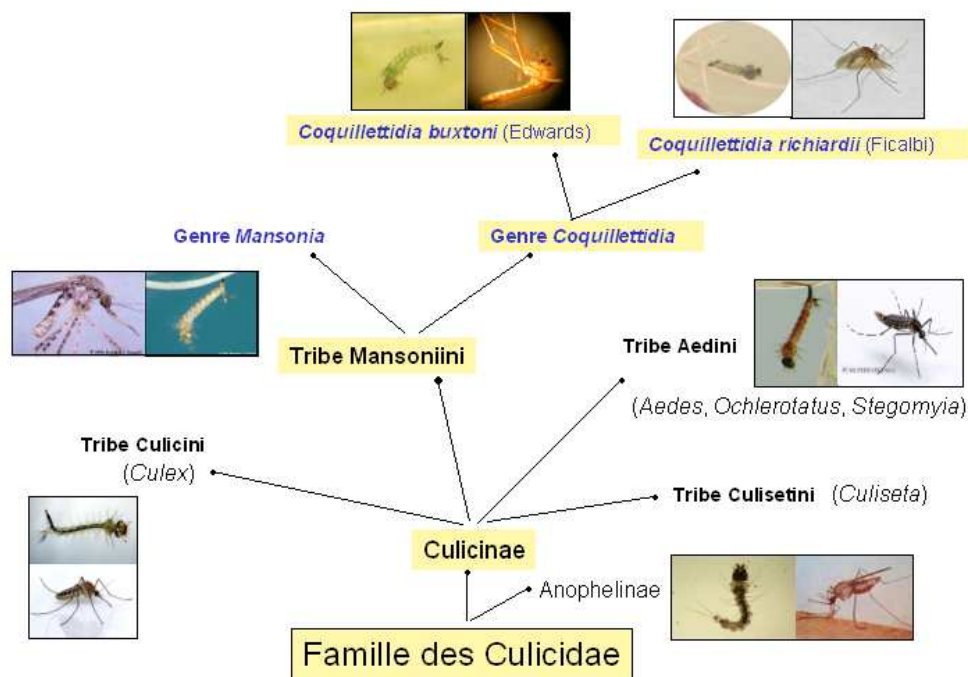 Coquillettidia buxtoni (Edwards)
Coquillettidia richiardii (Ficalbi)
Genre Mansonia
Genre Coquillettidia
Tribe Mansoniini
Tribe Aedini
(Aedes, Ochlerotatus, Stegomyia)
Tribe Culicini
(Culex)
Tribe Culisetini (Culiseta)
Culicinae
Anophelinae
Famille des Culicidae